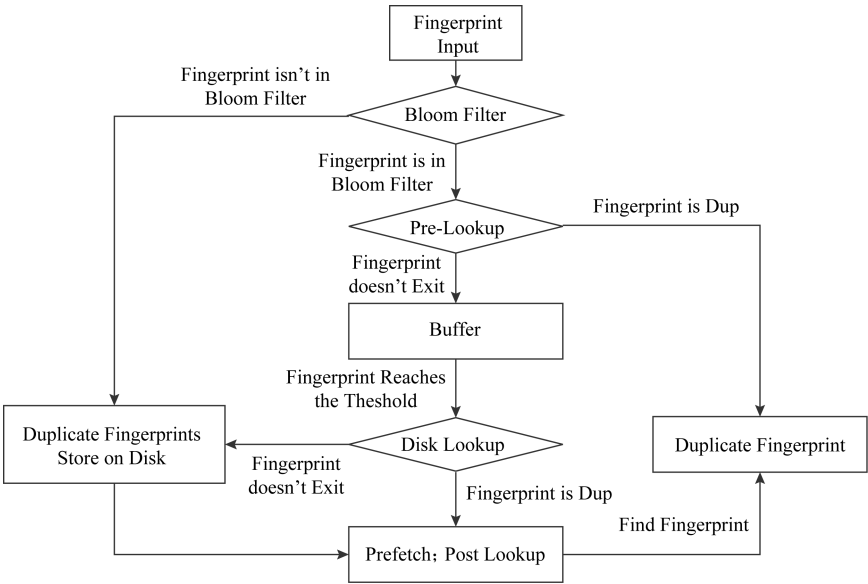 Fingerprint
Input
Fingerprint isn't in
Bloom Filter
Bloom Filter
Fingerprint is in
Bloom Filter
Fingerprint is Dup
Pre-Lookup
Fingerprint
doesn't Exit
Buffer
Fingerprint Reaches
the Theshold
Duplicate Fingerprints
Store on Disk
Disk Lookup
Duplicate Fingerprint
Fingerprint
doesn't Exit
Fingerprint is Dup
Find Fingerprint
Prefetch; Post Lookup